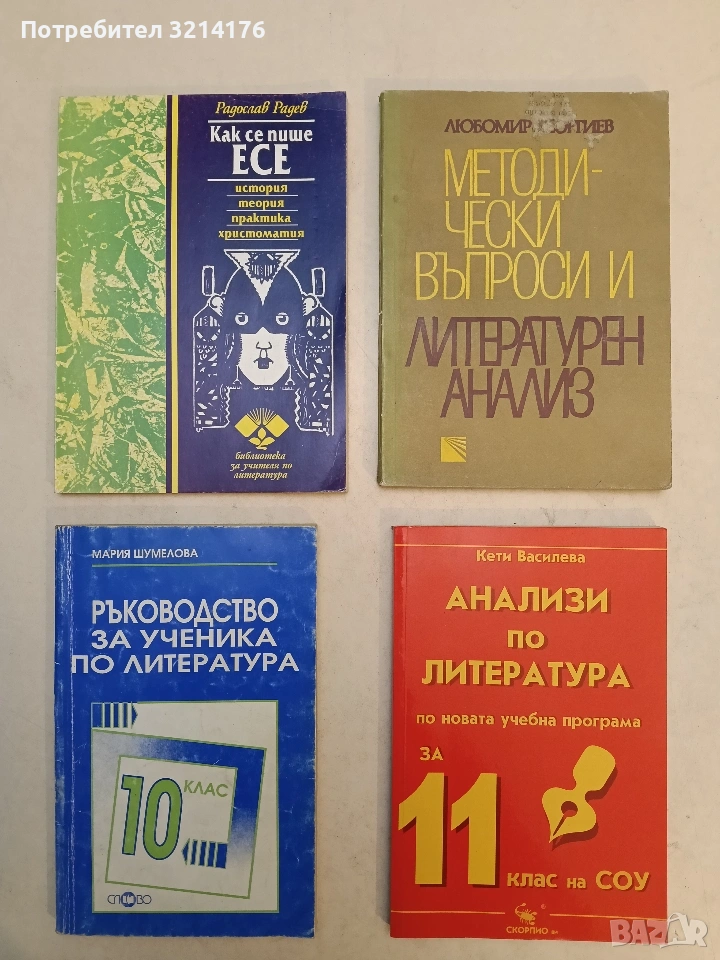 Потребител 3214176
Радослав Радев
Как се пише
ЕСЕ
история
теория
практика
христоматия
библиотека
за учителя по
литература
ЛЮБОМИР
МЕТОДИ-
ЧЕСКИ
ВЪПРОСИ И
ЛИТЕРАТУРЕН
АНАЛИЗ
МАРИЯ ШУМЕЛОВА
РЪКОВОДСТВО
ЗА УЧЕНИКА
ПО ЛИТЕРАТУРА
10 КЛАС
СЛОВО
Кети Василева
АНАЛИЗИ
ПО
ЛИТЕРАТУРА
по новата учебна програма
ЗА
11
клас на СОУ
СКОРПИО
BAZAR